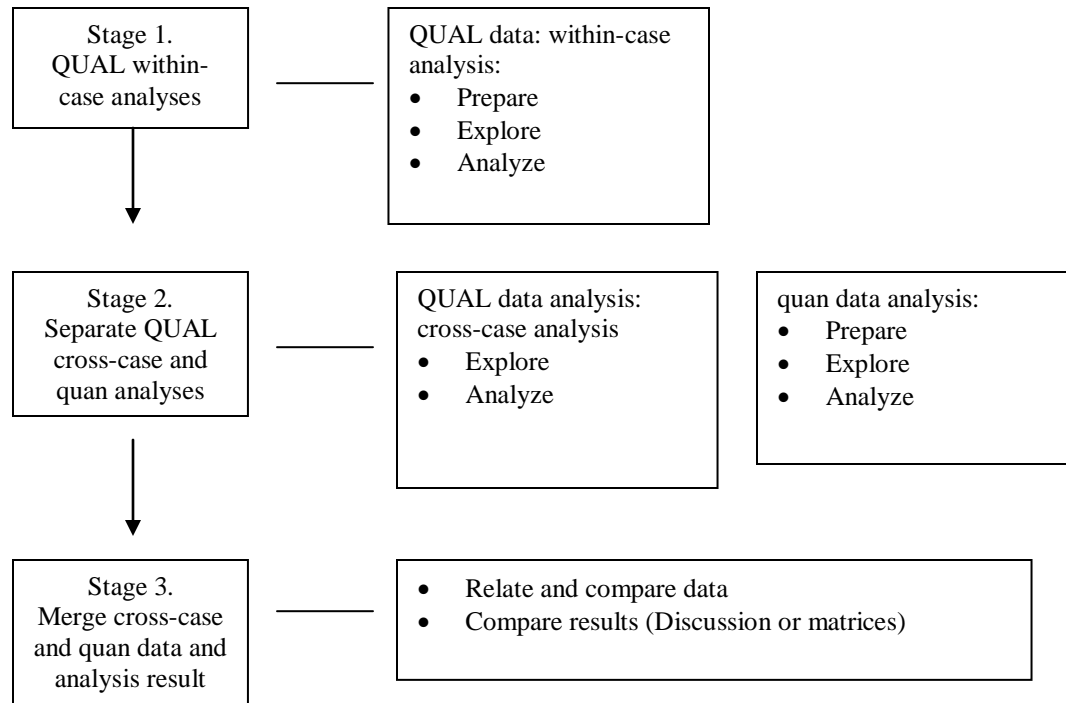 Stage 1.
QUAL within-
case analyses
QUAL data: within-case
analysis:
• Prepare
• Explore
• Analyze
Stage 2.
Separate QUAL
cross-case and
quan analyses
QUAL data analysis:
cross-case analysis
• Explore
• Analyze
quan data analysis:
• Prepare
• Explore
• Analyze
Stage 3.
Merge cross-case
and quan data and
analysis result
• Relate and compare data
• Compare results (Discussion or matrices)